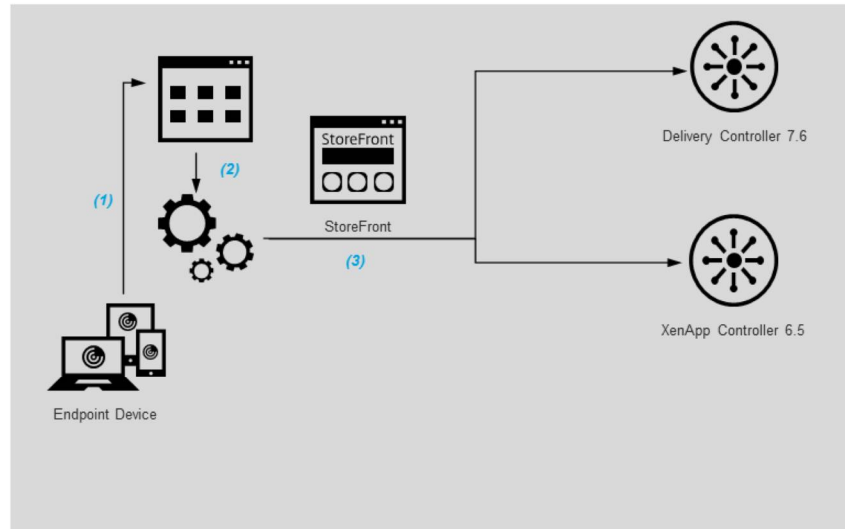 Delivery Controller 7.6
StoreFront
(2)
(1)
StoreFront
(3)
XenApp Controller 6.5
Endpoint Device